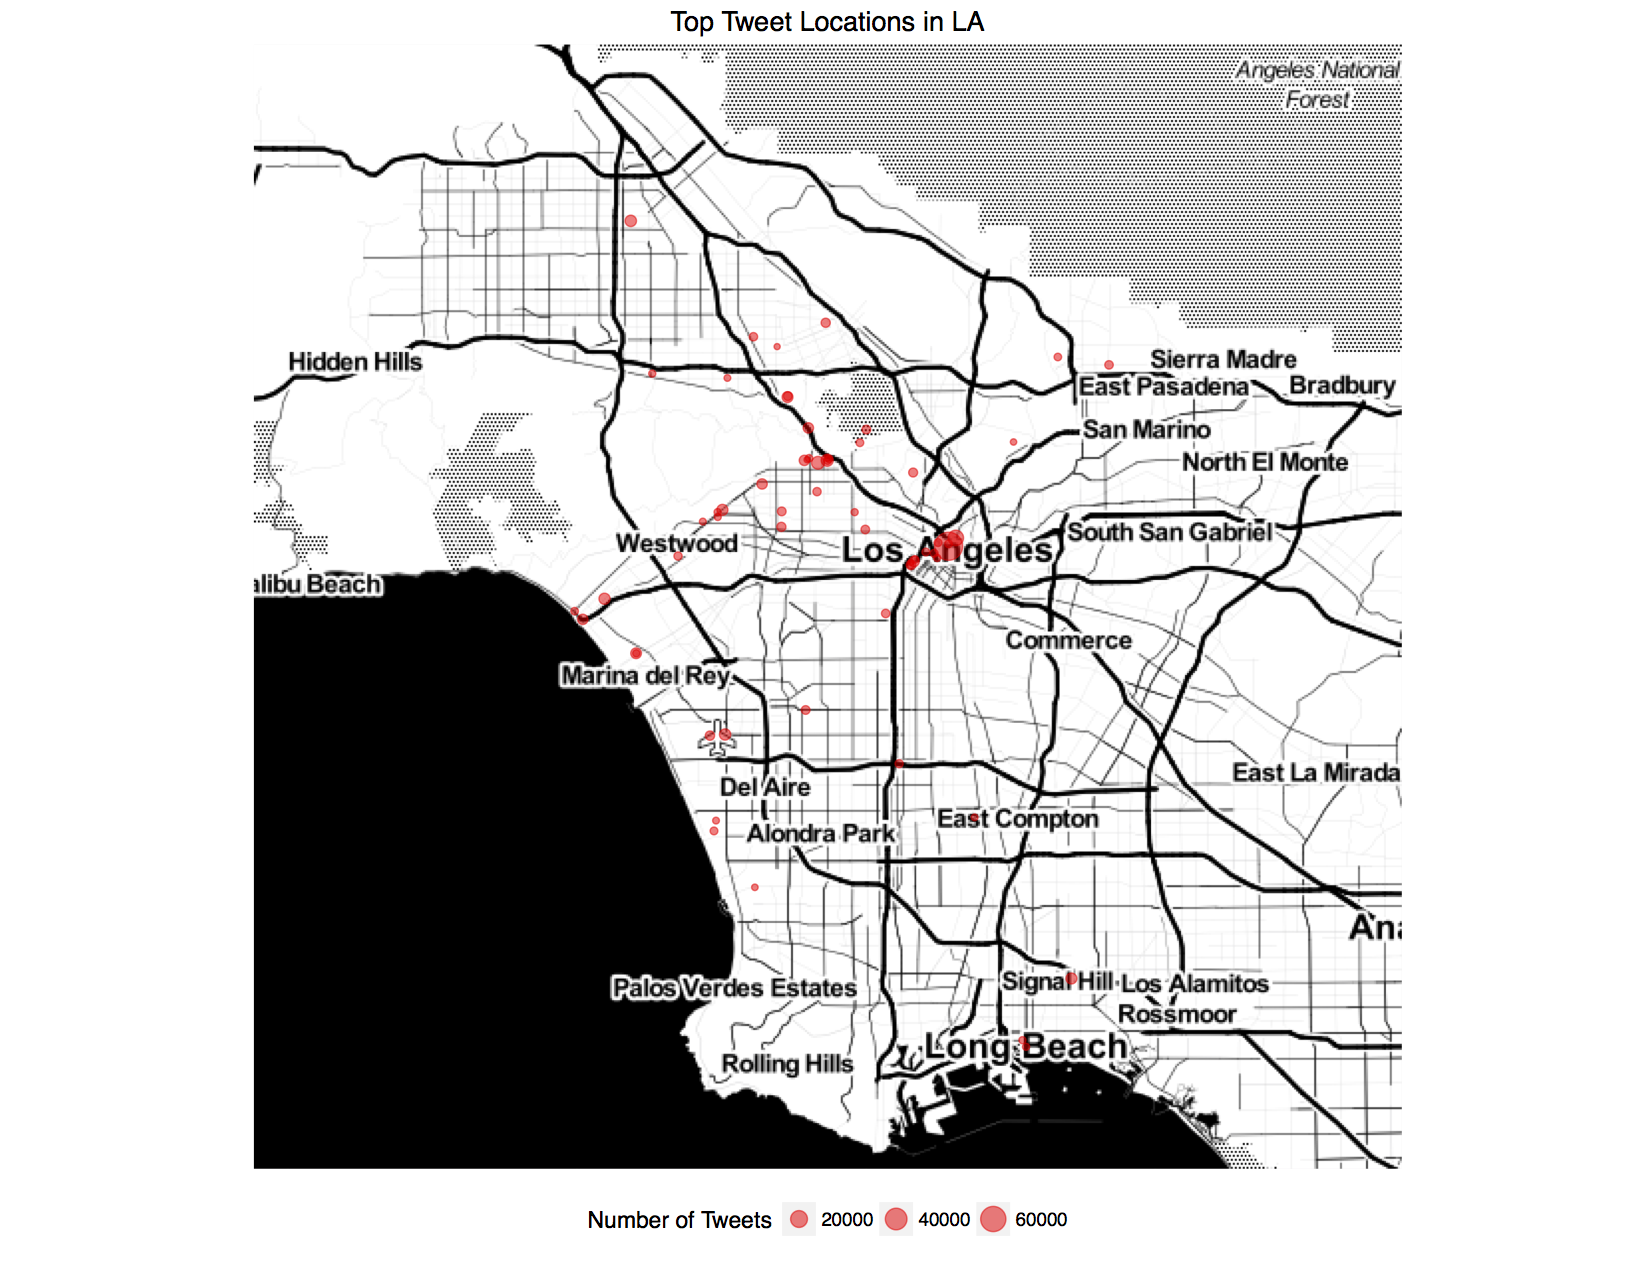 Top Tweet Locations in LA
Angeles National
Forest
Hidden Hills
Sierra Madre
East Pasadena
Bradbury
San Marino
North El Monte
South San Gabriel
Westwood
Los Angeles
alibu Beach
Commerce
Marina del Rey
East La Mirada
Del Aire
East Compton
Alondra Park
Ana
Signal Hill
Los Alamitos
Palos Verdes Estates
Rossmoor
Long Beach
Rolling Hills
Number of Tweets 20000 40000 60000